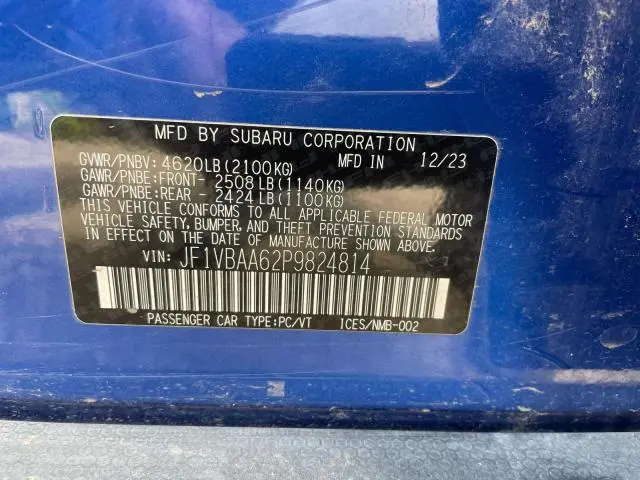 MFD BY SUBARU CORPORATION
GVWR/PNBV: 4620LB(2100KG) MFD IN 12/23
GAWR/PNBE:FRONT- 2508LB(1140KG)
GAWR/PNBE:REAR - 2424LB(1100KG)
THIS VEHICLE CONFORMS TO ALL APPLICABLE FEDERAL MOTOR
VEHICLE SAFETY, BUMPER, AND THEFT PREVENTION STANDARDS
IN EFFECT ON THE DATE OF MANUFACTURE SHOWN ABOVE.
VIN: JF1VBAA62P9824814
PASSENGER CAR TYPE:PC/VT ICES/NMB-002